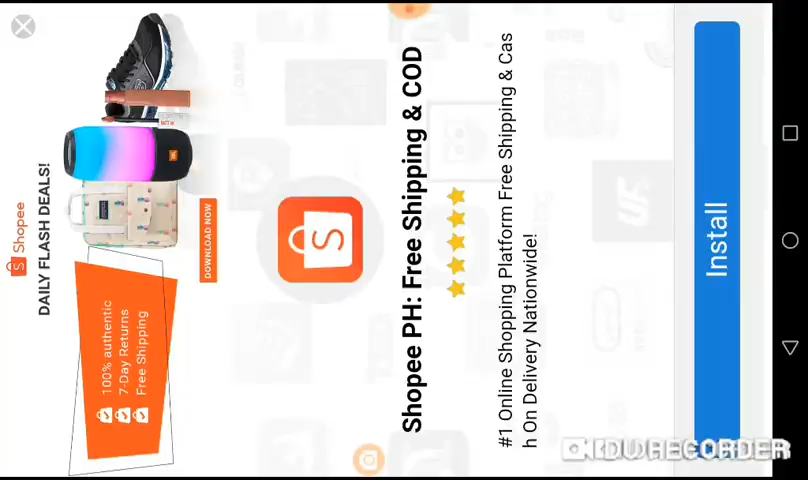 Shopee
DAILY FLASH DEALS!
100% authentic
7-Day Returns
Free Shipping
JBL
DOWNLOAD NOW
Shopee PH: Free Shipping & COD
#1 Online Shopping Platform Free Shipping & Cas
h On Delivery Nationwide!
Install
DU RECORDER